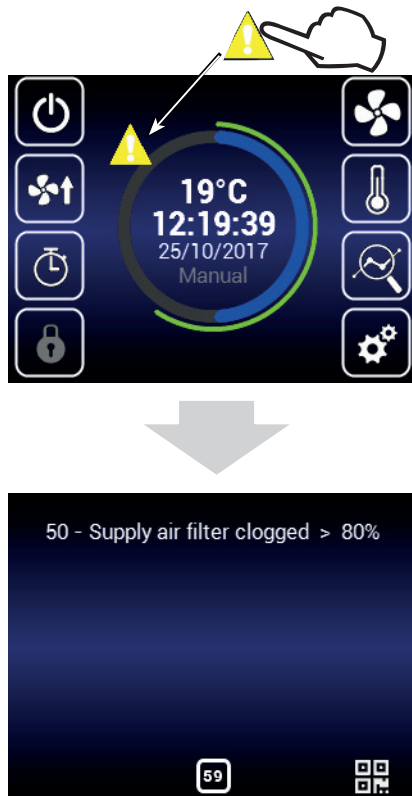 19°C
12:19:39
25/10/2017
Manual
50 - Supply air filter clogged > 80%
59